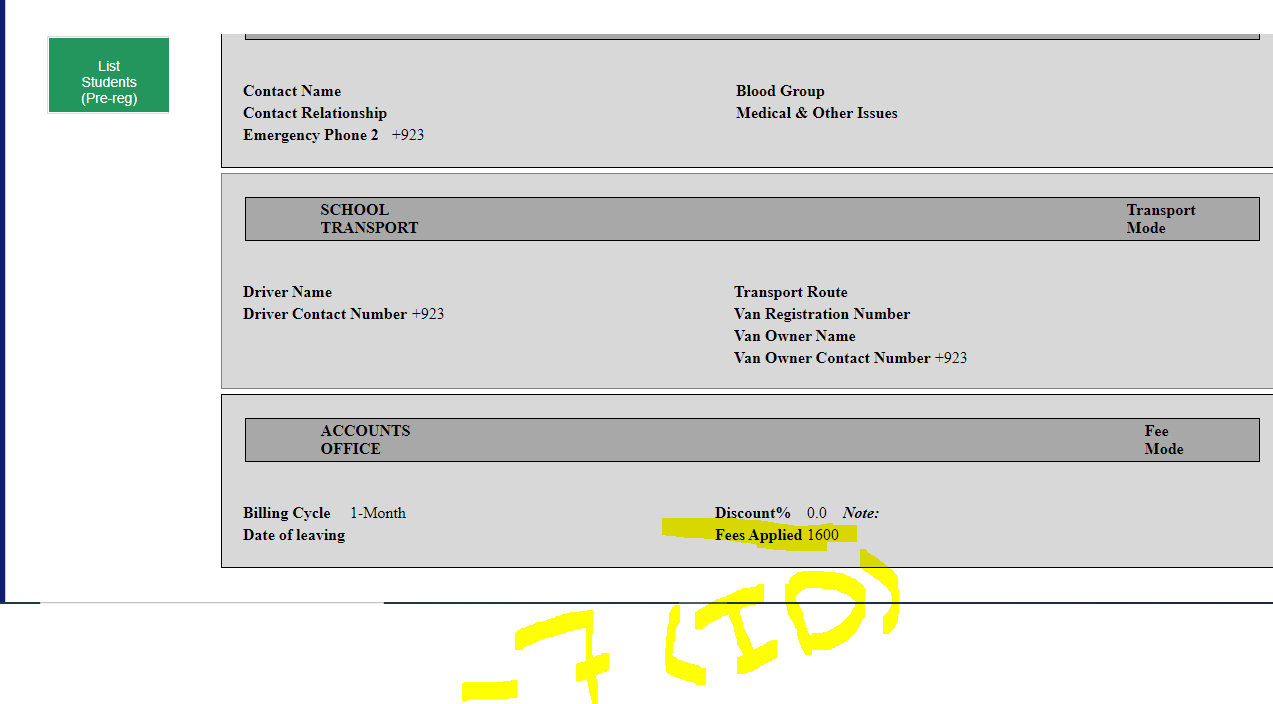 List
Students
(Pre-reg)
Contact Name
Contact Relationship
Emergency Phone 2 +923
Blood Group
Medical & Other Issues
SCHOOL
TRANSPORT
Transport
Mode
Driver Name
Driver Contact Number +923
Transport Route
Van Registration Number
Van Owner Name
Van Owner Contact Number +923
ACCOUNTS
OFFICE
Fee
Mode
Billing Cycle 1-Month
Date of leaving
Discount% 0.0 Note:
Fees Applied 1600
- 7 (ID)